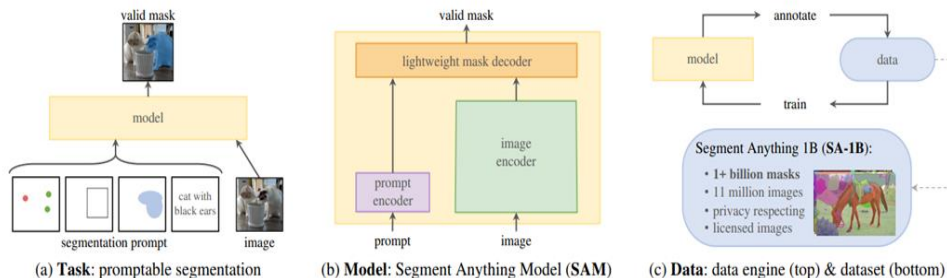 valid mask
model
cat with
black ears
segmentation prompt
image
(a) Task: promptable segmentation
valid mask
lightweight mask decoder
image
encoder
prompt
encoder
prompt
image
(b) Model: Segment Anything Model (SAM)
annotate
model
data
train
Segment Anything 1B (SA-1B):
• 1+ billion masks
• 11 million images
• privacy respecting
• licensed images
(c) Data: data engine (top) & dataset (bottom)